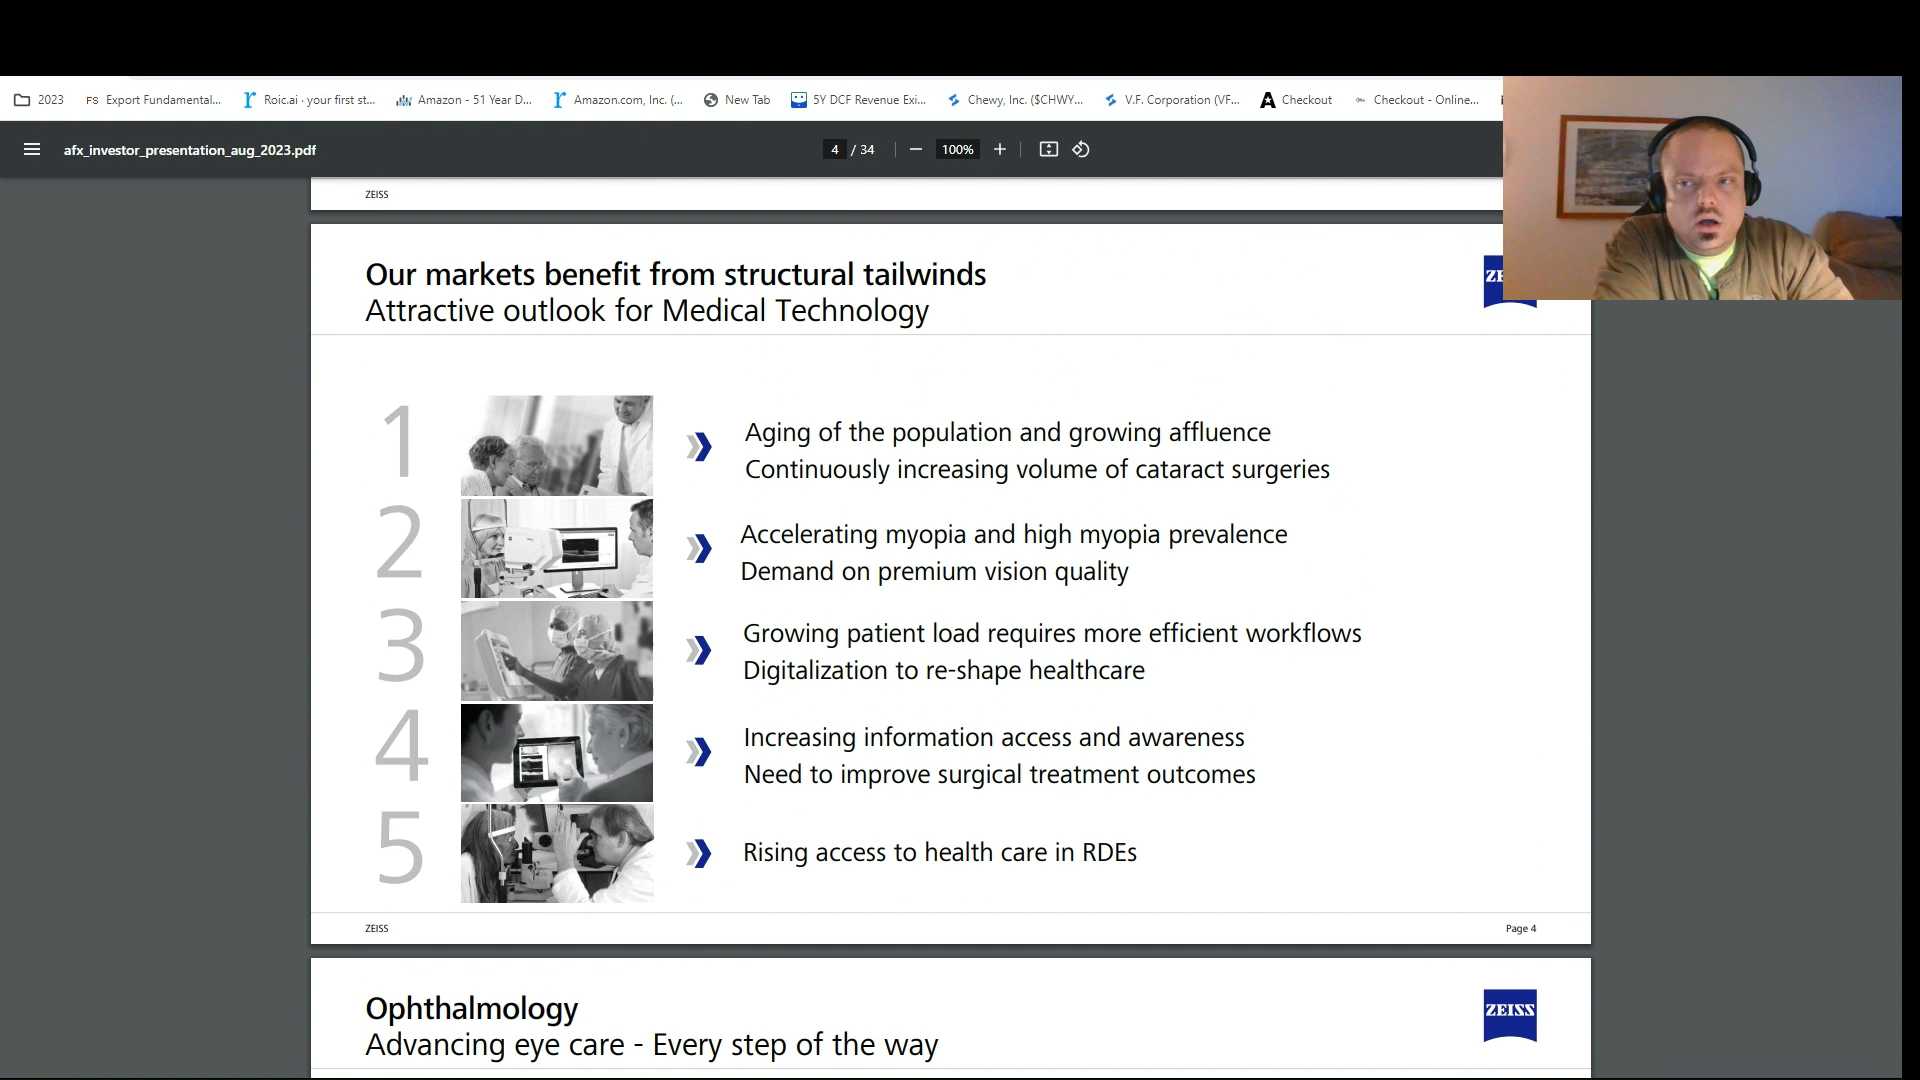 2023
FS Export Fundamental...
r Roic.ai - your first st...
Amazon - 51 Year D...
r Amazon.com, Inc. (...
New Tab
5Y DCF Revenue Exi...
Chewy, Inc. ($CHWY...
V.F. Corporation (VF...
Checkout
Checkout - Online...
afx_investor_presentation_aug_2023.pdf
4 / 34
100%
ZEISS
Our markets benefit from structural tailwinds
Attractive outlook for Medical Technology
1
Aging of the population and growing affluence
Continuously increasing volume of cataract surgeries
2
Accelerating myopia and high myopia prevalence
Demand on premium vision quality
3
Growing patient load requires more efficient workflows
Digitalization to re-shape healthcare
4
Increasing information access and awareness
Need to improve surgical treatment outcomes
5
Rising access to health care in RDEs
ZEISS
Page 4
Ophthalmology
Advancing eye care - Every step of the way
ZEISS